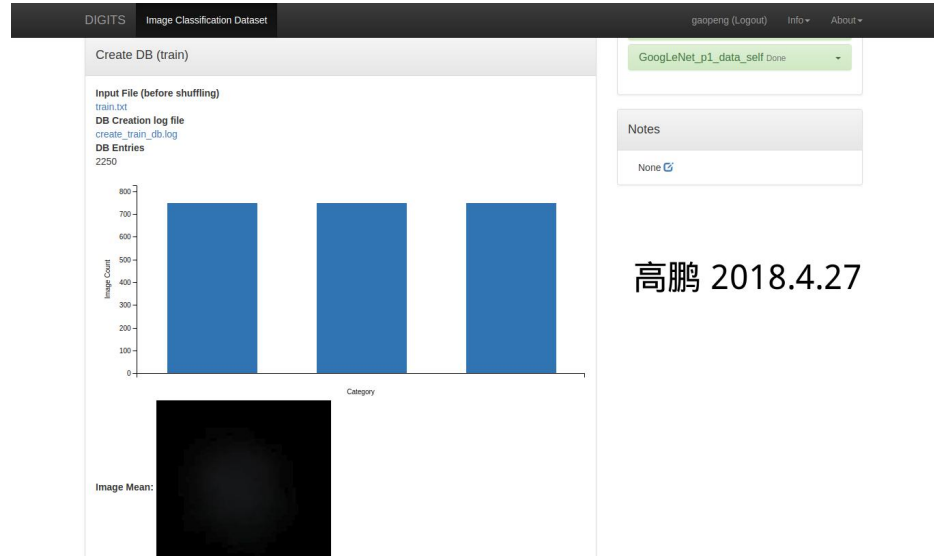 DIGITS Image Classification Dataset gaopeng (Logout) Info About
Create DB (train)
Input File (before shuffling)
train.txt
DB Creation log file
create_train_db.log
DB Entries
2250
800
700
600
500
400
300
200
100
0
Image Count
Category
Image Mean:
GoogLeNet_p1_data_self Done
Notes
None
高鹏 2018.4.27